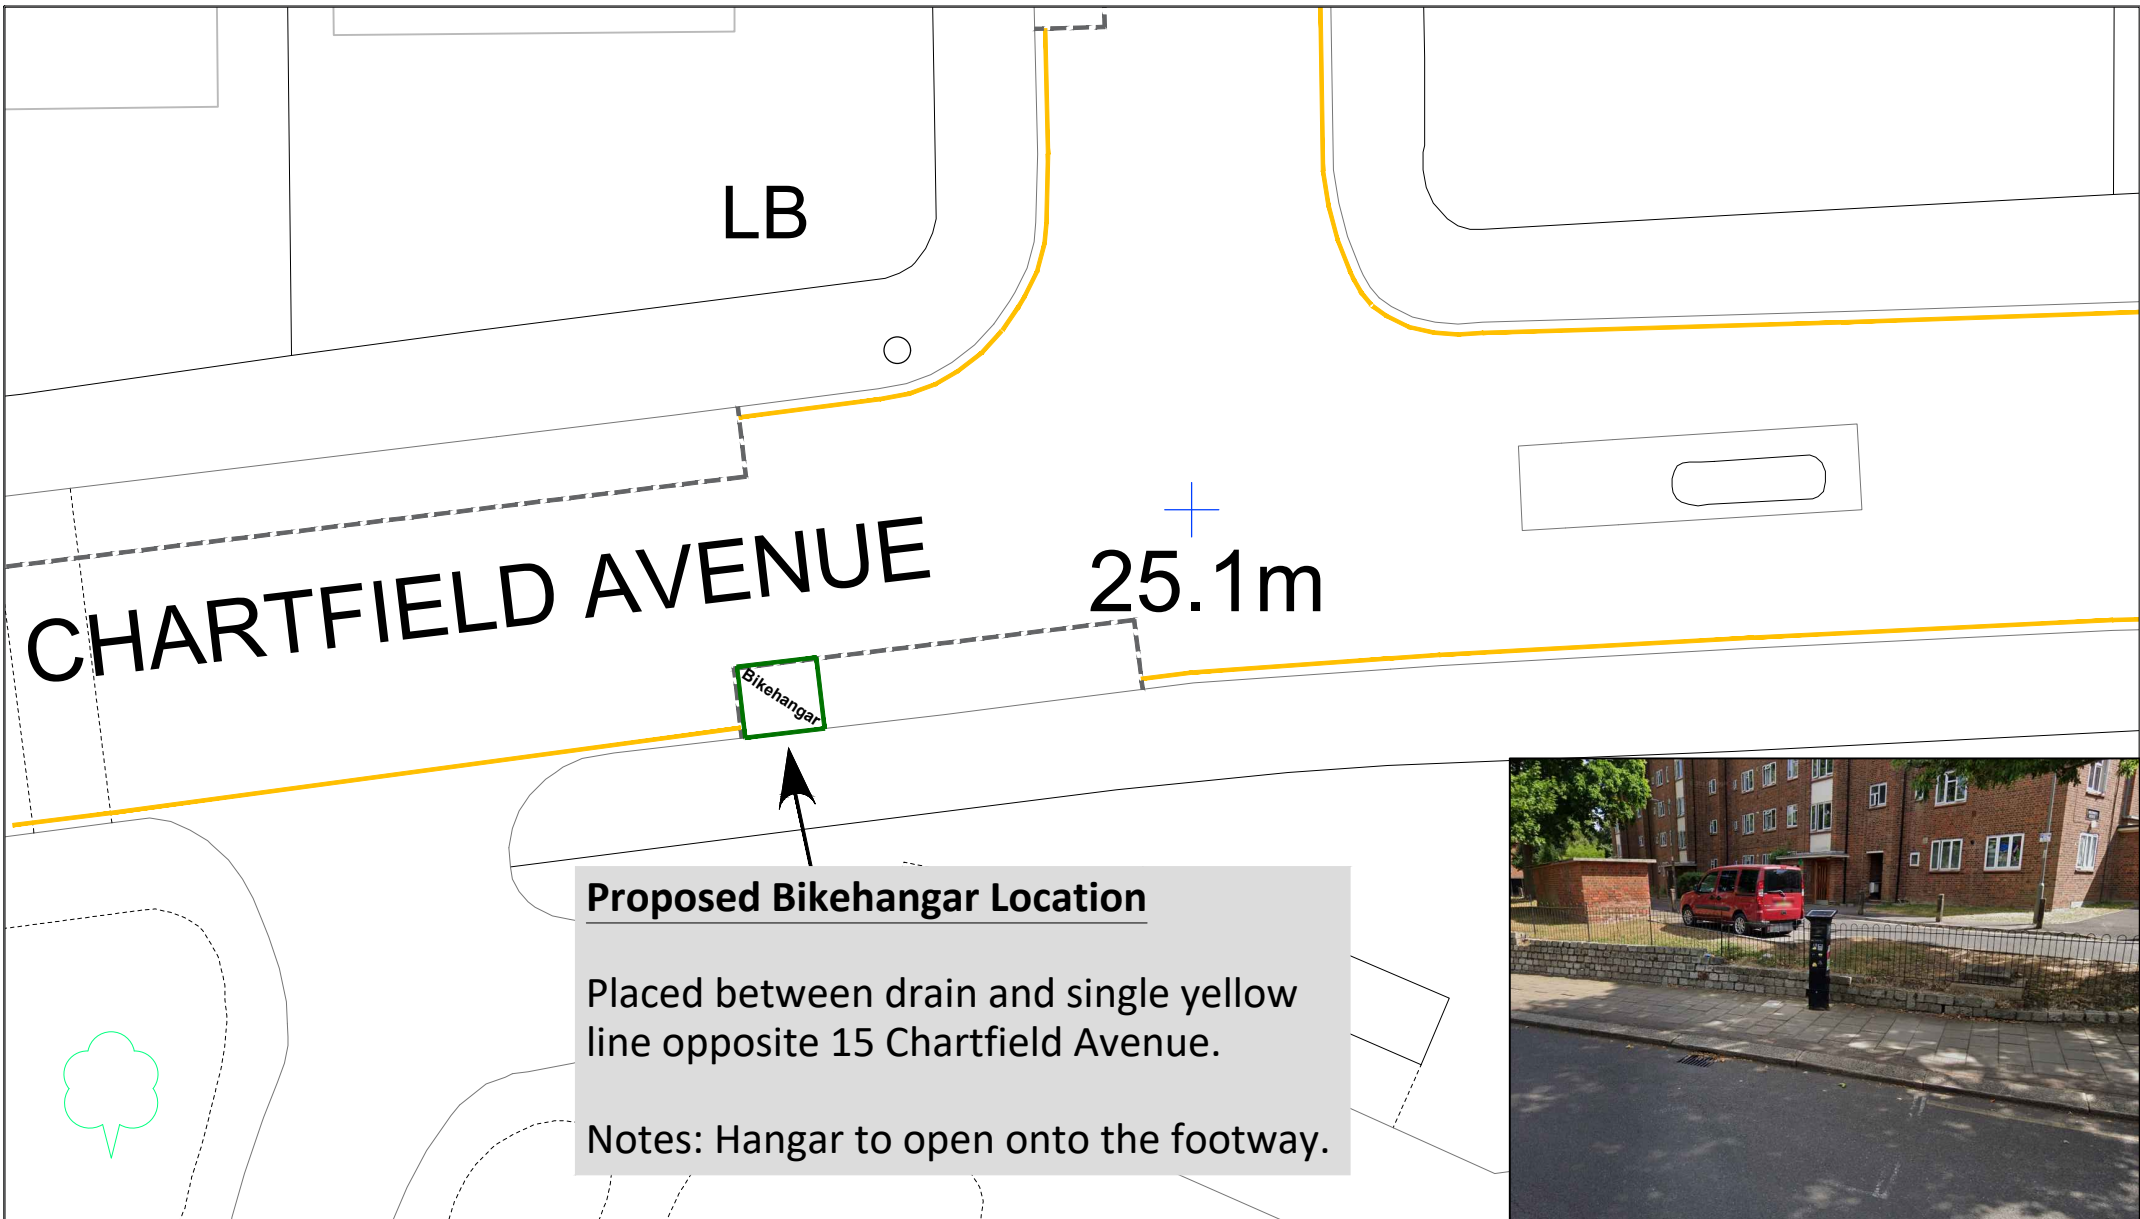 LB
CHARTFIELD AVENUE
25.1m
Bikehangar
Proposed Bikehangar Location
Placed between drain and single yellow
line opposite 15 Chartfield Avenue.
Notes: Hangar to open onto the footway.